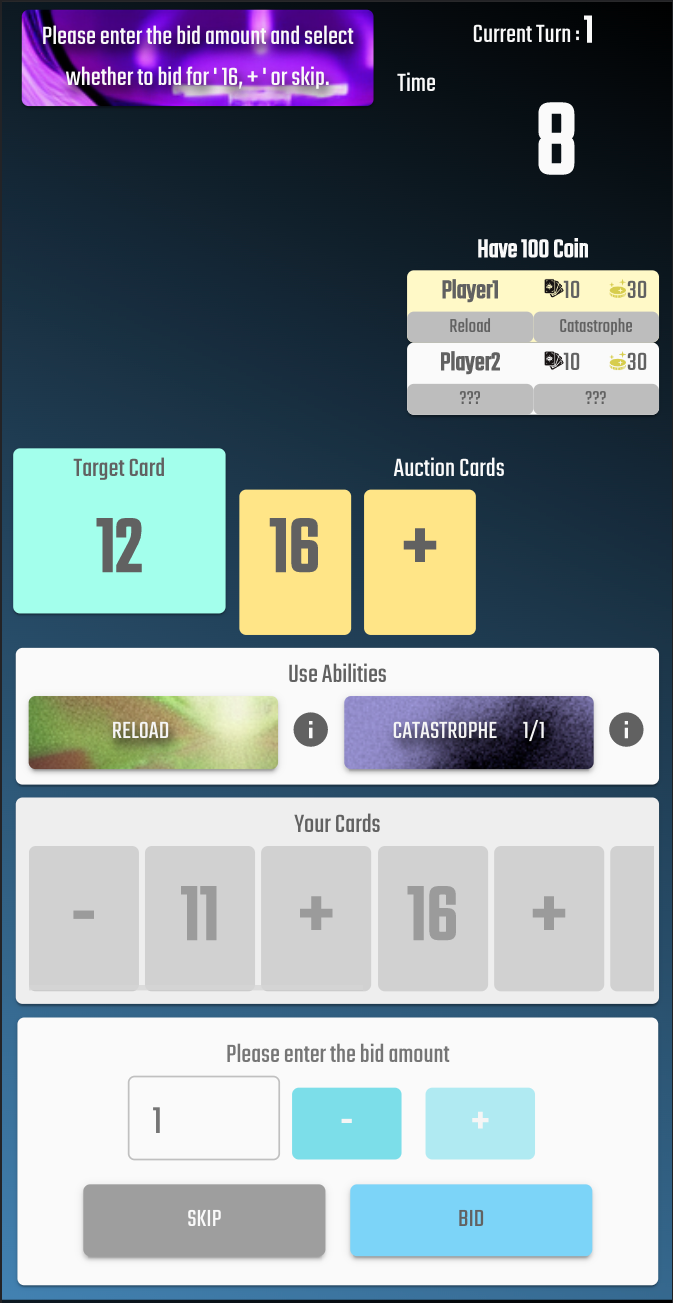 Please enter the bid amount and select
whether to bid for ' 16, + ' or skip.
Current Turn : 1
Time
8
Have 100 Coin
Player1 10 30
Reload Catastrophe
Player2 10 30
??? ???
Target Card
12
Auction Cards
16 +
Use Abilities
RELOAD i CATASTROPHE 1/1 i
Your Cards
- 11 + 16 +
Please enter the bid amount
1 - +
SKIP BID